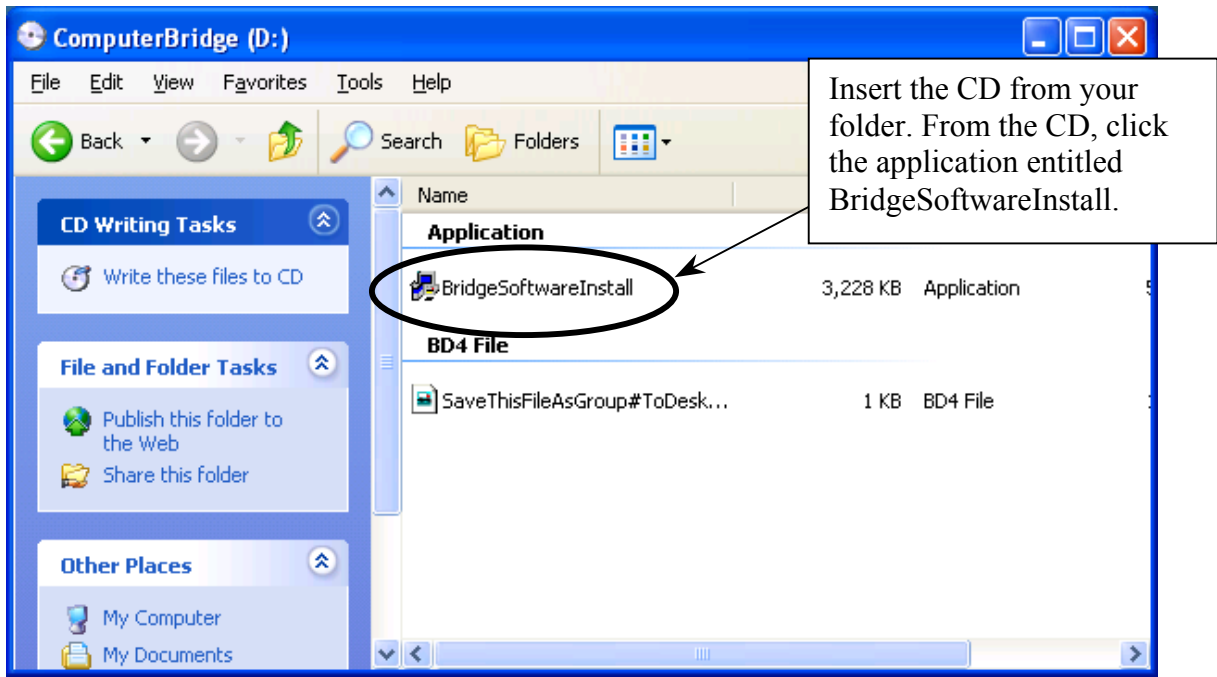 ComputerBridge (D:)
File Edit View Favorites Tools Help
Insert the CD from your
folder. From the CD, click
the application entitled
BridgeSoftwareInstall.
Back Search Folders
Name
CD Writing Tasks
Write these files to CD
Application
BridgeSoftwareInstall 3,228 KB Application
BD4 File
SaveThisFileAsGroup#ToDesk... 1 KB BD4 File
File and Folder Tasks
Publish this folder to
the Web
Share this folder
Other Places
My Computer
My Documents